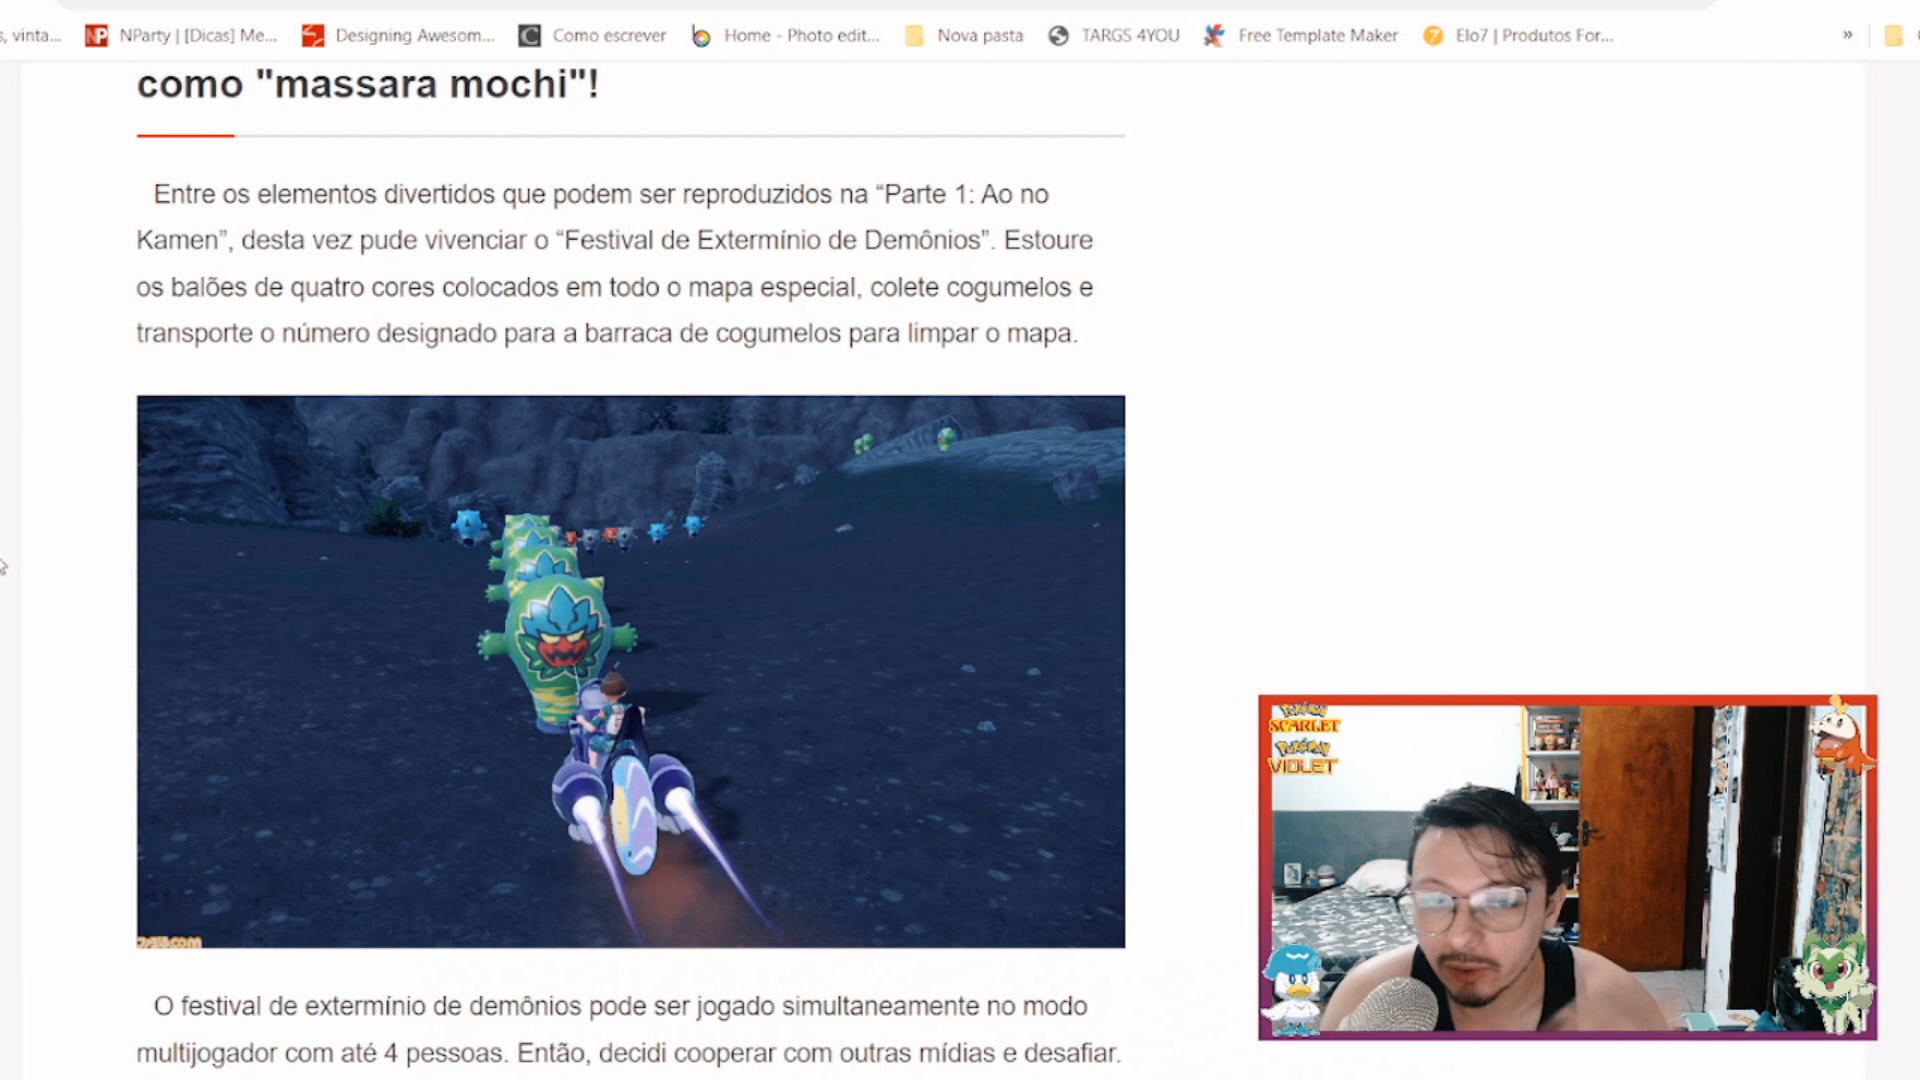 s, vinta...
NParty | [Dicas] Me...
Designing Awesom...
Como escrever
Home - Photo edit...
Nova pasta
TARGS 4YOU
Free Template Maker
Elo7 | Produtos For...
»
como "massara mochi"!
Entre os elementos divertidos que podem ser reproduzidos na “Parte 1: Ao no
Kamen”, desta vez pude vivenciar o “Festival de Extermínio de Demônios”. Estoure
os balões de quatro cores colocados em todo o mapa especial, colete cogumelos e
transporte o número designado para a barraca de cogumelos para limpar o mapa.
Pokémon
SCARLET
Pokémon
VIOLET
O festival de extermínio de demônios pode ser jogado simultaneamente no modo
multijogador com até 4 pessoas. Então, decidi cooperar com outras mídias e desafiar.